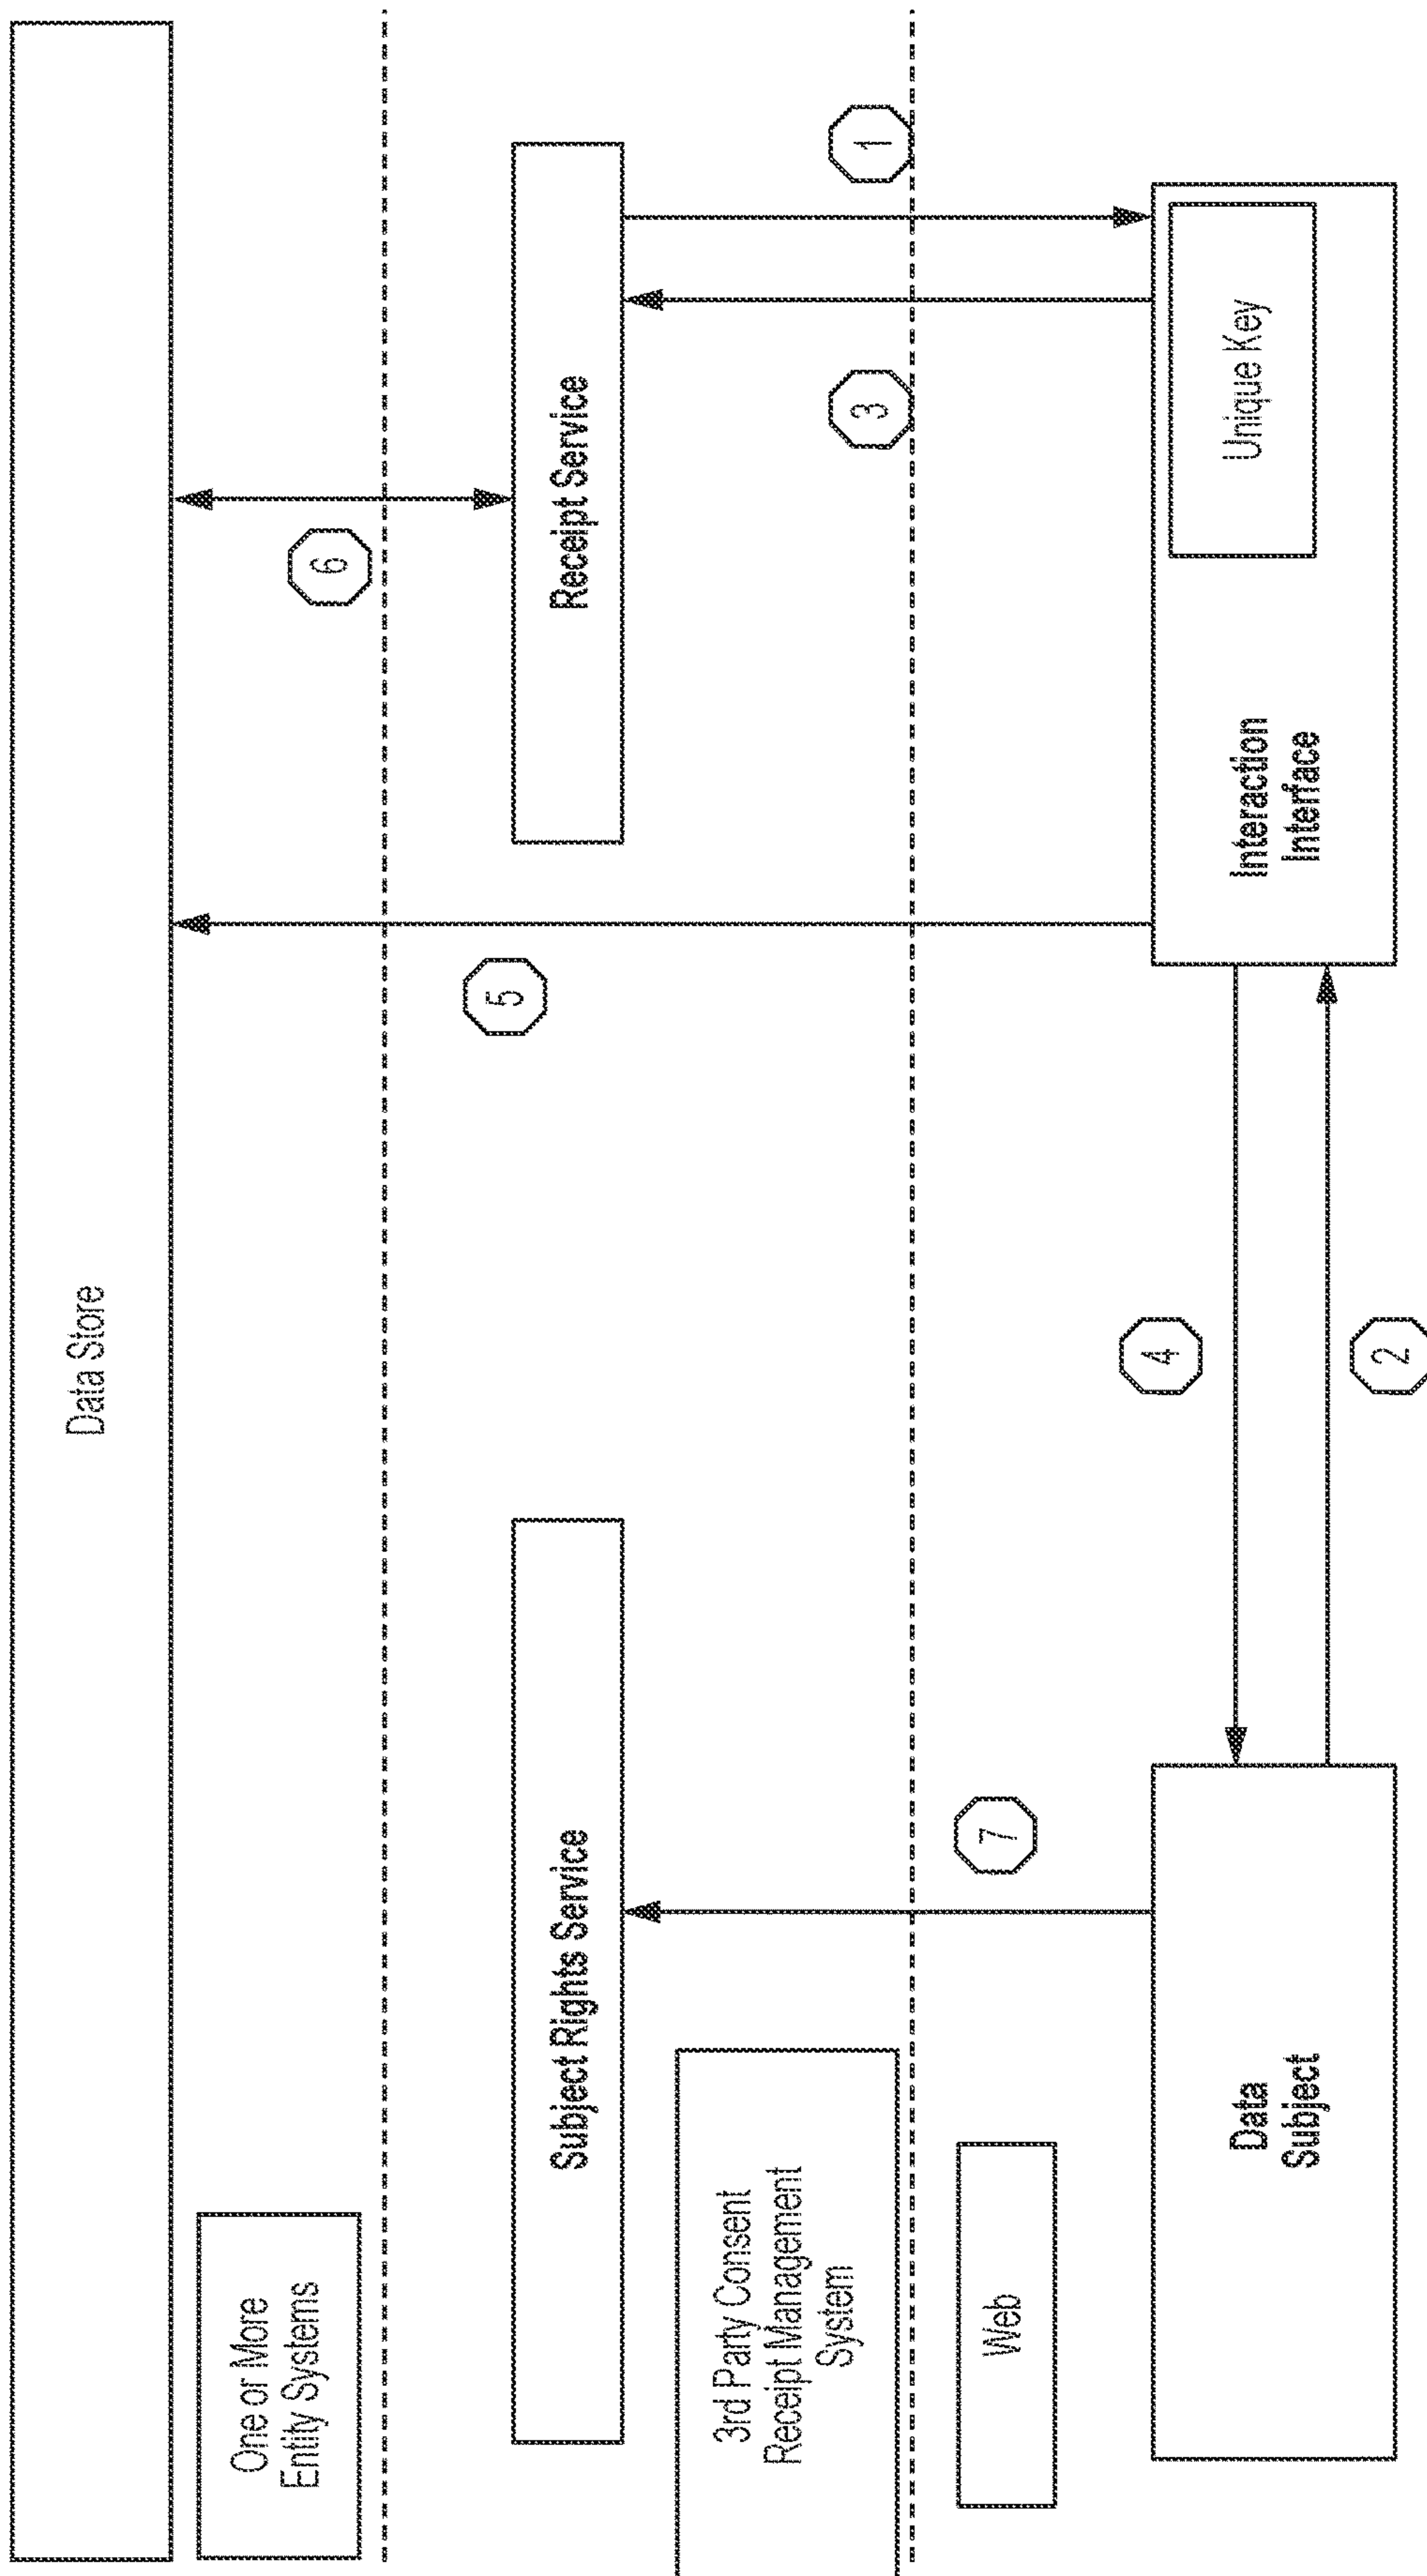 Data Store
One or More
Entity Systems
6
5
Subject Rights Service
Receipt Service
3rd Party Consent
Receipt Management
System
3
1
Web
7
4
Data
Subject
Interaction
Interface
Unique Key
2